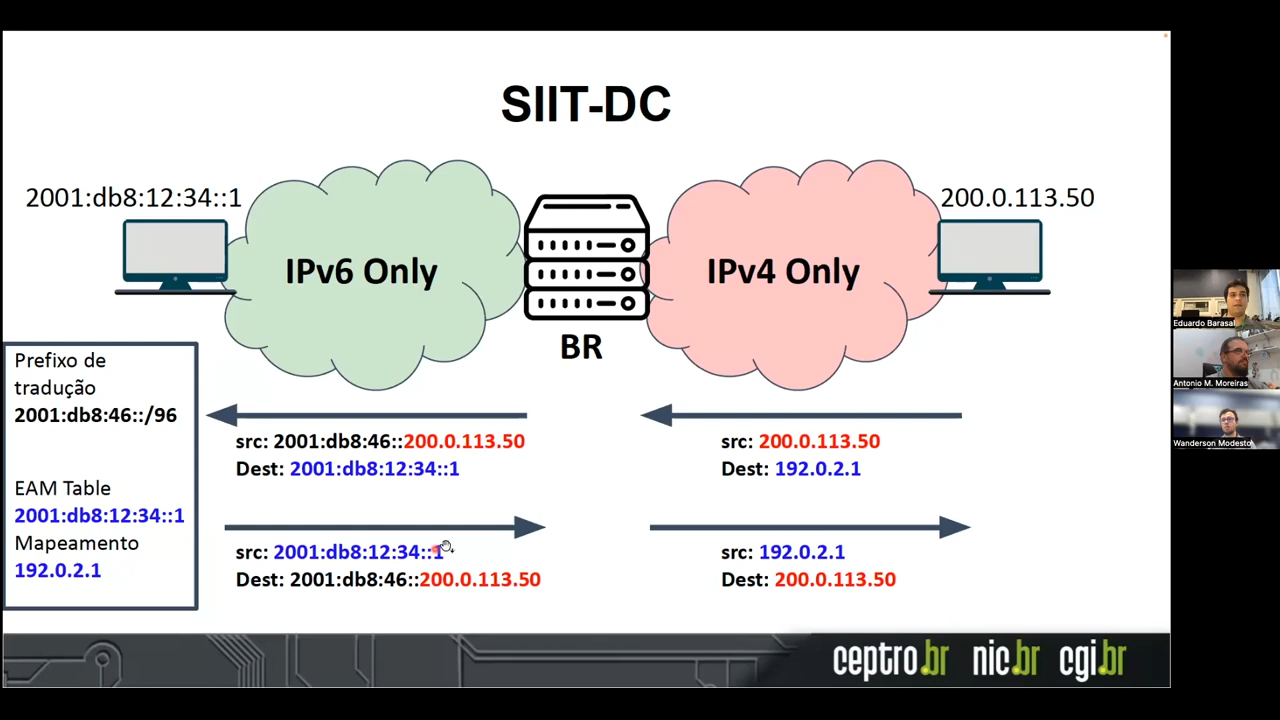 SIIT-DC
2001:db8:12:34::1
200.0.113.50
IPv6 Only
IPv4 Only
BR
Prefixo de
tradução
2001:db8:46::/96
EAM Table
2001:db8:12:34::1
Mapeamento
192.0.2.1
src: 2001:db8:46::200.0.113.50
Dest: 2001:db8:12:34::1
src: 200.0.113.50
Dest: 192.0.2.1
src: 2001:db8:12:34::1
Dest: 2001:db8:46::200.0.113.50
src: 192.0.2.1
Dest: 200.0.113.50
ceptro.br nic.br cgi.br
Eduardo Barasal
Antonio M. Moreiras
Wanderson Modesto